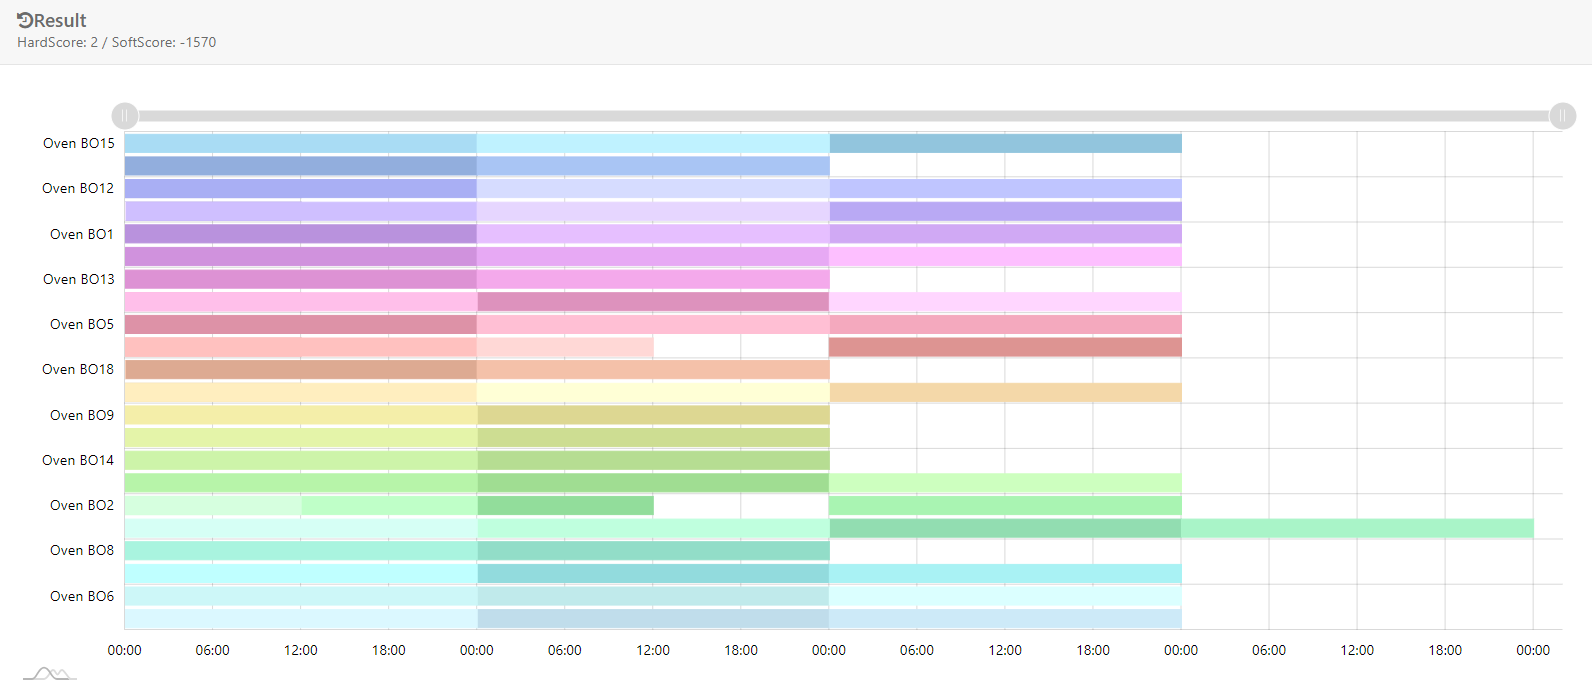 Result
HardScore: 2 / SoftScore: -1570
Oven BO15
Oven BO12
Oven BO1
Oven BO13
Oven BO5
Oven BO18
Oven BO9
Oven BO14
Oven BO2
Oven BO8
Oven BO6
00:00 06:00 12:00 18:00 00:00 06:00 12:00 18:00 00:00 06:00 12:00 18:00 00:00 06:00 12:00 18:00 00:00